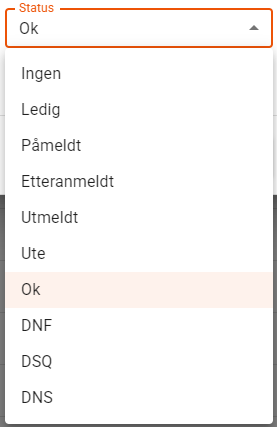 Status
Ok
Ingen
Ledig
Påmeldt
Etteranmeldt
Utmeldt
Ute
Ok
DNF
DSQ
DNS